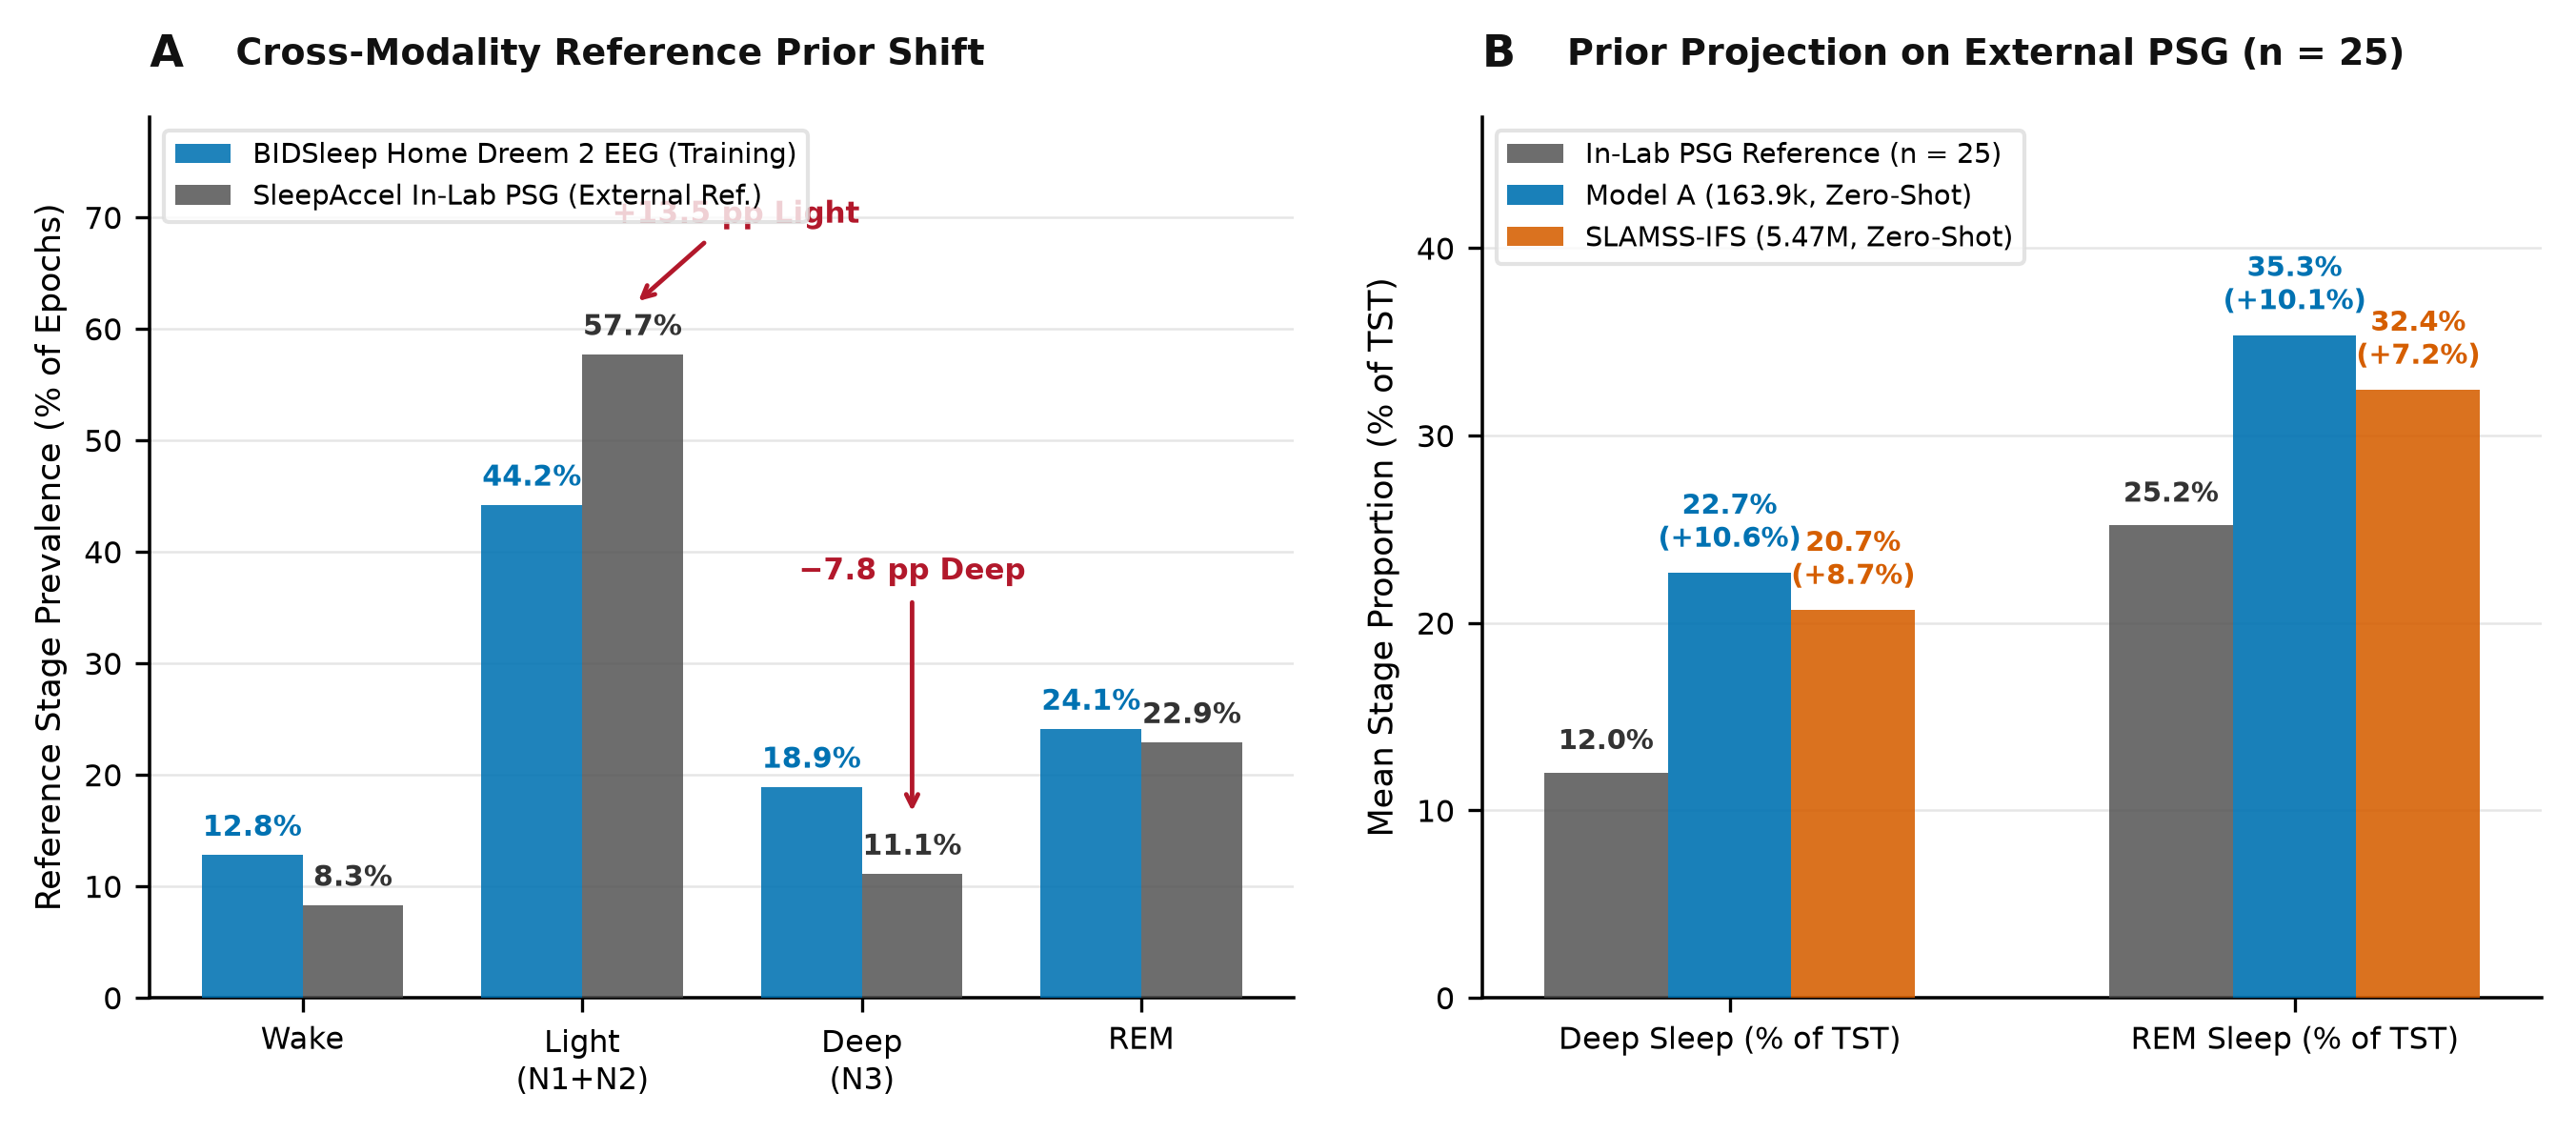 A Cross-Modality Reference Prior Shift
BIDSleep Home Dreem 2 EEG (Training)
SleepAccel In-Lab PSG (External Ref.)
+13.5 pp Light
Reference Stage Prevalence (% of Epochs)
70
60
50
40
30
20
10
0
57.7%
44.2%
−7.8 pp Deep
24.1%
22.9%
18.9%
12.8%
11.1%
8.3%
Wake
Light
(N1+N2)
Deep
(N3)
REM
B Prior Projection on External PSG (n = 25)
In-Lab PSG Reference (n = 25)
Model A (163.9k, Zero-Shot)
SLAMSS-IFS (5.47M, Zero-Shot)
Mean Stage Proportion (% of TST)
40
30
20
10
0
35.3%
(+10.1%)
32.4%
(+7.2%)
25.2%
22.7%
(+10.6%)
20.7%
(+8.7%)
12.0%
Deep Sleep (% of TST)
REM Sleep (% of TST)